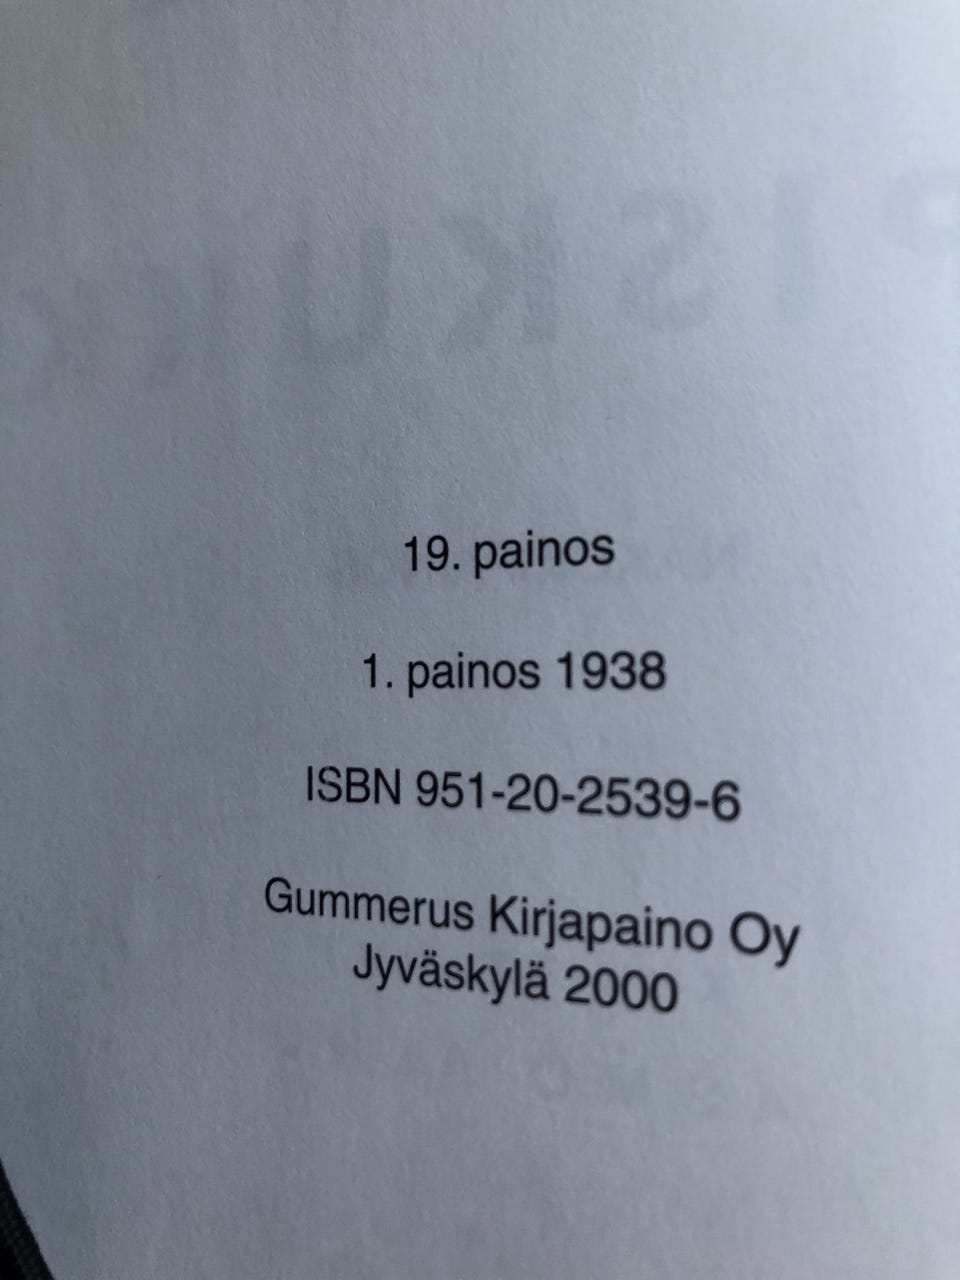 19. painos
1. painos 1938
ISBN 951-20-2539-6
Gummerus Kirjapaino Oy
Jyväskylä 2000